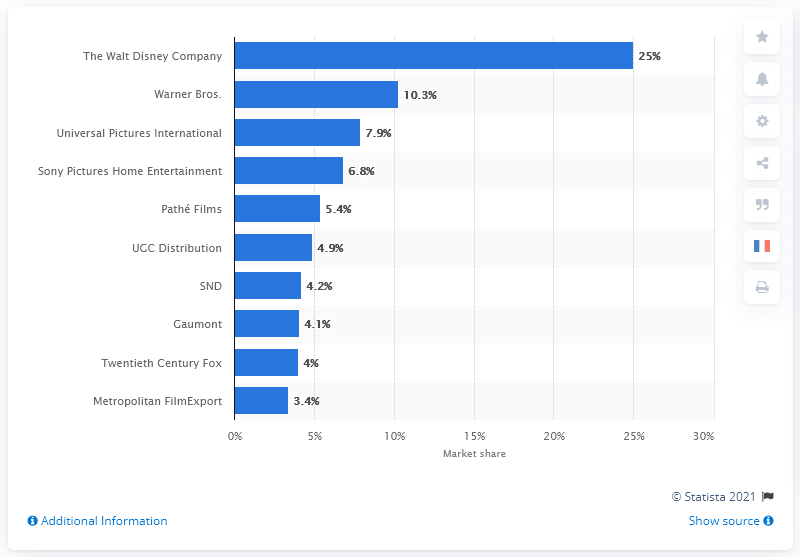 The Walt Disney Company 25%
Warner Bros. 10.3%
Universal Pictures International 7.9%
Sony Pictures Home Entertainment 6.8%
Pathé Films 5.4%
UGC Distribution 4.9%
SND 4.2%
Gaumont 4.1%
Twentieth Century Fox 4%
Metropolitan FilmExport 3.4%
0% 5% 10% 15% 20% 25% 30%
Market share
© Statista 2021
Additional Information Show source